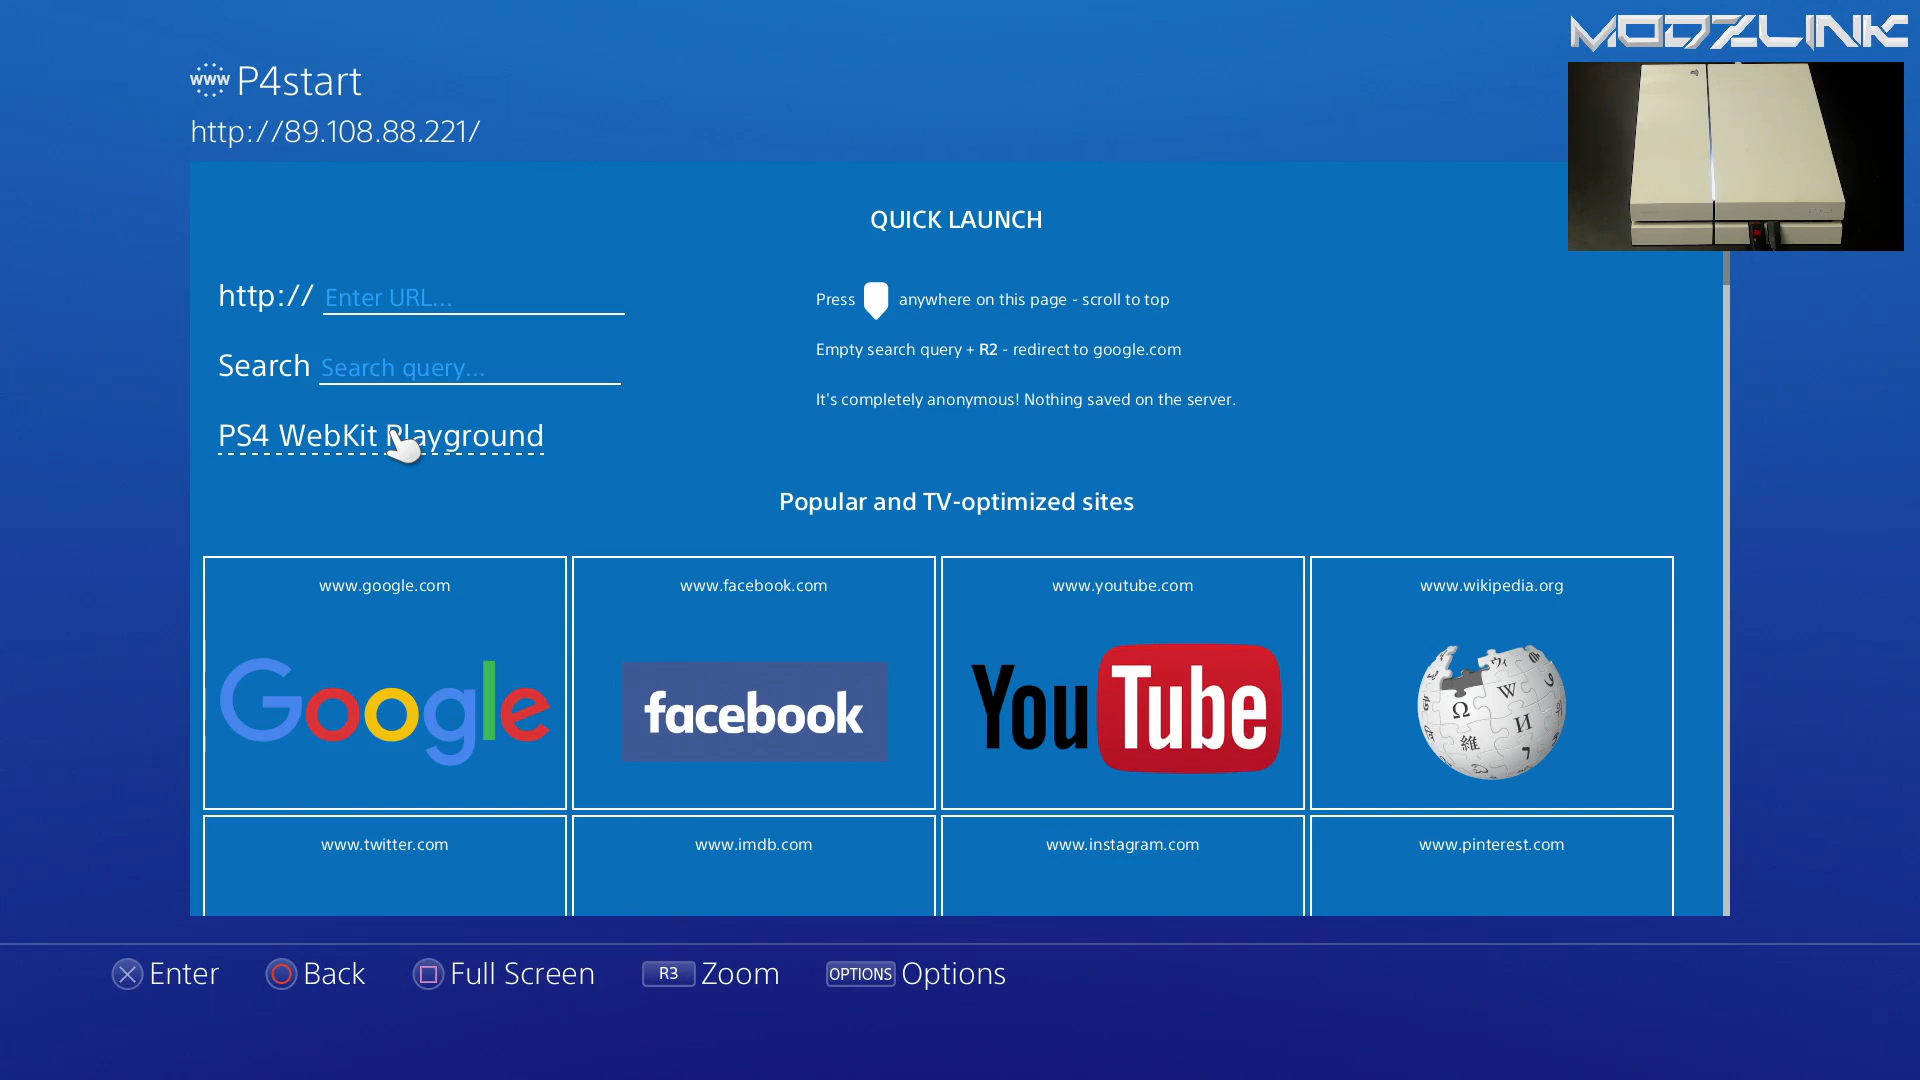 MODZLINK
www P4start
http://89.108.88.221/
QUICK LAUNCH
http:// Enter URL...
Search Search query...
PS4 WebKit Playground
Press anywhere on this page - scroll to top
Empty search query + R2 - redirect to google.com
It's completely anonymous! Nothing saved on the server.
Popular and TV-optimized sites
www.google.com
Google
www.facebook.com
facebook
www.youtube.com
YouTube
www.wikipedia.org
Ω W И 維 ウィ 7
www.twitter.com
www.imdb.com
www.instagram.com
www.pinterest.com
Enter Back Full Screen R3 Zoom OPTIONS Options